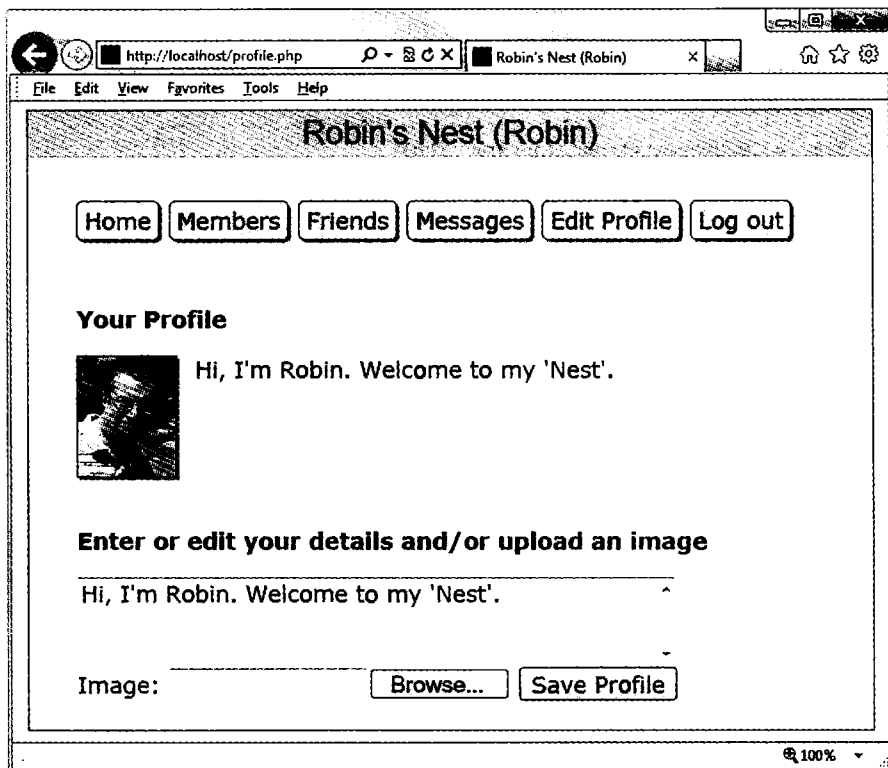 http://localhost/profile.php
Robin's Nest (Robin)
File Edit View Favorites Tools Help
Robin's Nest (Robin)
Home Members Friends Messages Edit Profile Log out
Your Profile
Hi, I'm Robin. Welcome to my 'Nest'.
Enter or edit your details and/or upload an image
Hi, I'm Robin. Welcome to my 'Nest'.
Image: Browse... Save Profile
100%